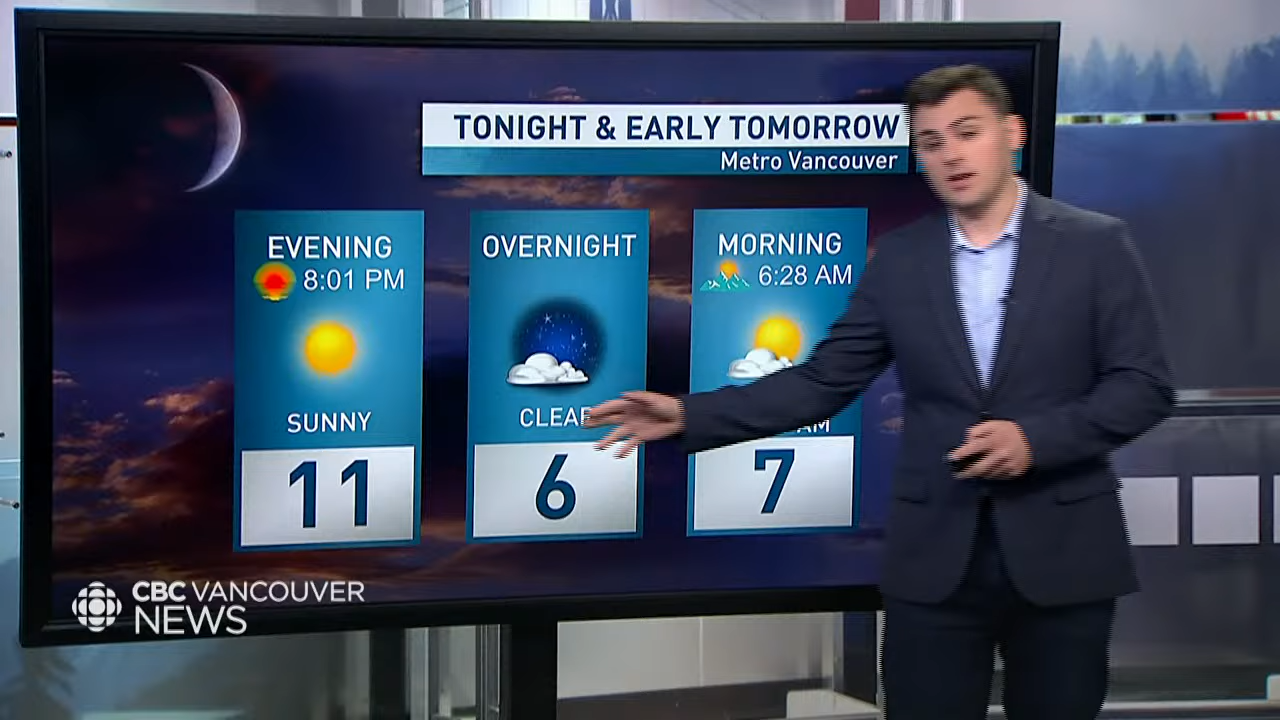 TONIGHT & EARLY TOMORROW
Metro Vancouver
EVENING
8:01 PM
SUNNY
11
OVERNIGHT
6
MORNING
6:28 AM
7
CBC VANCOUVER
NEWS